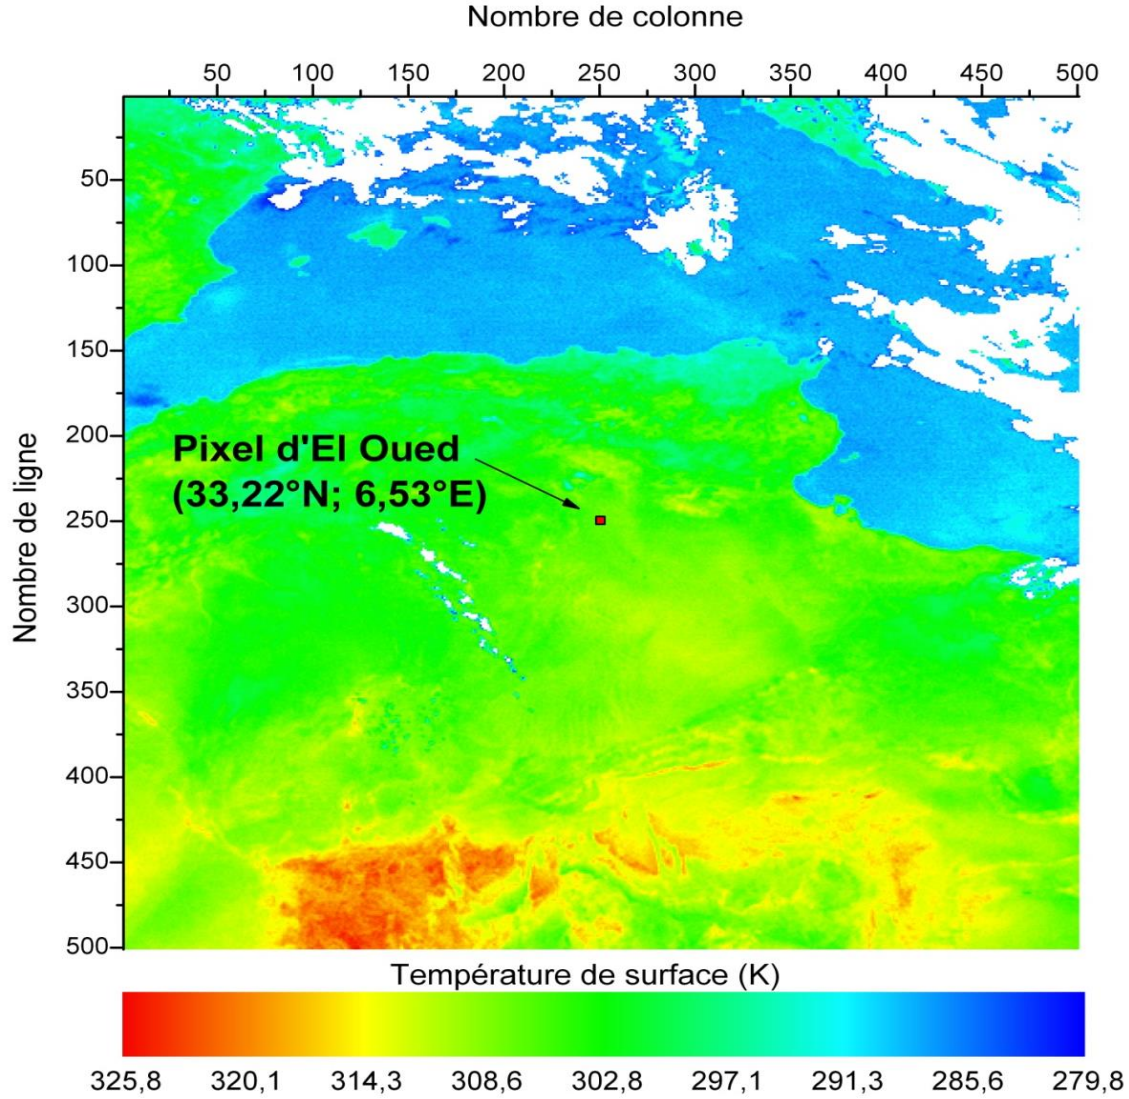 Nombre de colonne
50 100 150 200 250 300 350 400 450 500
50
100
150
200
Pixel d'El Oued
(33,22°N; 6,53°E)
250
300
350
400
450
500
Nombre de ligne
Température de surface (K)
325,8 320,1 314,3 308,6 302,8 297,1 291,3 285,6 279,8